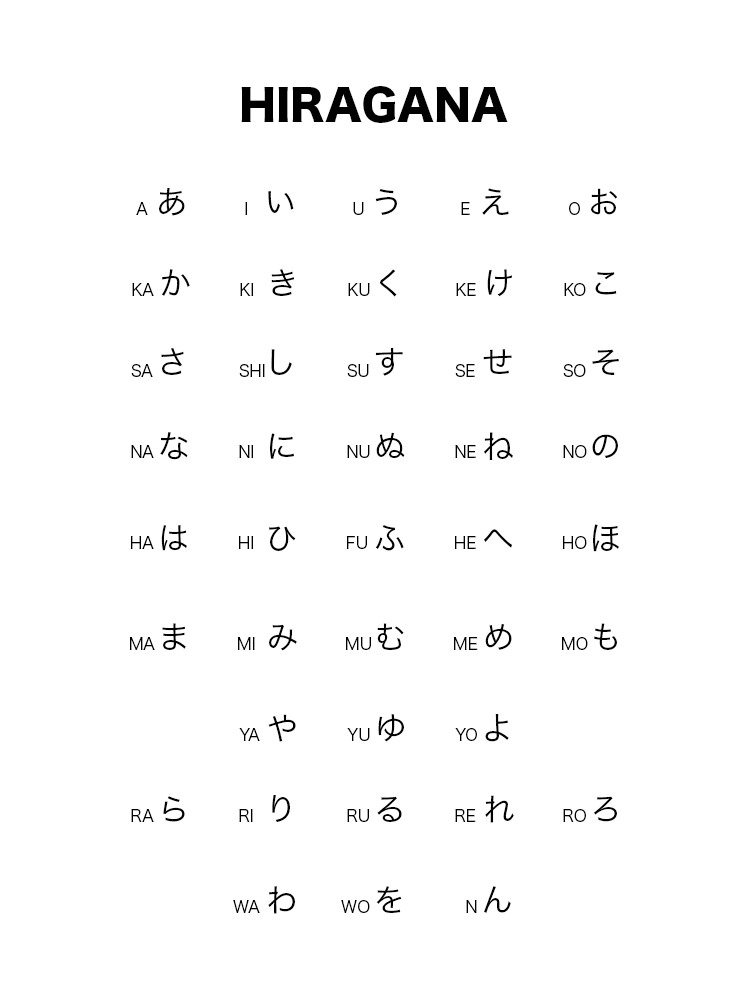 HIRAGANA
A あ I い U う E え O お
KA か KI き KU く KE け KO こ
SA さ SHI し SU す SE せ SO そ
NA な NI に NU ぬ NE ね NO の
HA は HI ひ FU ふ HE へ HO ほ
MA ま MI み MU む ME め MO も
YA や YU ゆ YO よ
RA ら RI り RU る RE れ RO ろ
WA わ WO を N ん